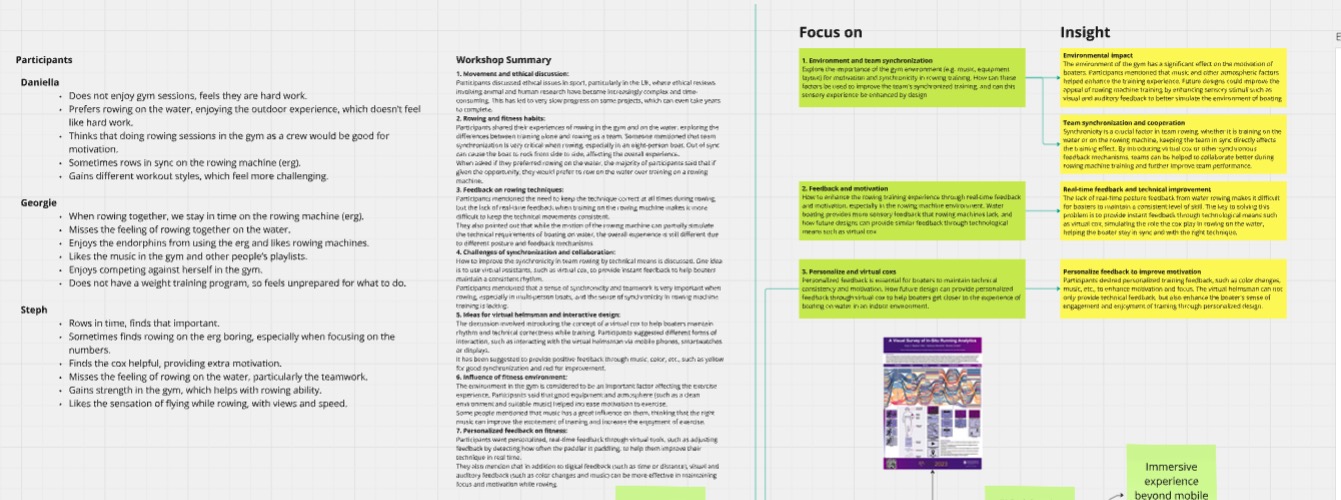 Participants
Daniella
• Does not enjoy gym sessions, feels they are hard work.
• Prefers rowing on the water, enjoying the outdoor experience, which doesn't feel
like hard work.
• Thinks that doing rowing sessions in the gym as a crew would be good for
motivation.
• Sometimes rows in sync on the rowing machine (erg).
• Gains different workout styles, which feel more challenging.
Georgie
• When rowing together, we stay in time on the rowing machine (erg).
• Misses the feeling of rowing together on the water.
• Enjoys the endorphins from using the erg and likes rowing machines.
• Likes the music in the gym and other people's playlists.
• Enjoys competing against herself in the gym.
• Does not have a weight training program, so feels unprepared for what to do.
Steph
• Rows in time, finds that important.
• Sometimes finds rowing on the erg boring, especially when focusing on the
numbers.
• Finds the cox helpful, providing extra motivation.
• Misses the feeling of rowing on the water, particularly the teamwork.
• Gains strength in the gym, which helps with rowing ability.
• Likes the sensation of flying while rowing, with views and speed.
Workshop Summary
1. Movement and ethical discussion:
Participants discussed ethical issues in sport, particularly in the UK, where ethical reviews
involving animal and human research have become increasingly complex and time-
consuming. This has led to very slow progress on some projects, which can even take years
to complete.
2. Rowing and fitness habits:
Participants shared their experiences of rowing in the gym and on the water, exploring the
differences between training alone and rowing as a team. Someone mentioned that team
synchronization is very critical when rowing, especially in an eight-person boat. Out of sync
can cause the boat to rock from side to side, affecting the overall experience.
When asked if they preferred rowing on the water, the majority of participants said that if
given the opportunity, they would prefer to row on the water over training on a rowing
machine.
3. Feedback on rowing techniques:
Participants mentioned the need to keep the technique correct at all times during rowing,
but the lack of real-time feedback when training on the rowing machine makes it more
difficult to keep the technical movements consistent.
They also pointed out that while the motion of the rowing machine can partially simulate
the technical requirements of boating on water, the overall experience is still different due
to different posture and feedback mechanisms.
4. Challenges of synchronization and collaboration:
How to improve the synchronicity in team rowing by technical means is discussed. One idea
is to use virtual assistants, such as virtual cox, to provide instant feedback to help boaters
maintain a consistent rhythm.
Participants mentioned that a sense of synchronicity and teamwork is very important when
rowing, especially in multi-person boats, and the sense of synchronicity in rowing machine
training is lacking.
5. Ideas for virtual helmsman and interactive design:
The discussion involved introducing the concept of a virtual cox to help boaters maintain
rhythm and technical correctness while training. Participants suggested different forms of
interaction, such as interacting with the virtual helmsman via mobile phones, smartwatches
or displays.
It has been suggested to provide positive feedback through music, color, etc., such as yellow
for good synchronization and red for improvement.
6. Influence of fitness environment:
The environment in the gym is considered to be an important factor affecting the exercise
experience. Participants said that good equipment and atmosphere (such as a clean
environment and suitable music) helped increase motivation to exercise.
Some people mentioned that music has a great influence on them, thinking that the right
music can improve the excitement of training and increase the enjoyment of exercise.
7. Personalized feedback on fitness:
Participants want personalized, real-time feedback through virtual tools, such as adjusting
feedback by detecting how often the paddler is paddling, to help them improve their
technique in real time.
They also mention that in addition to digital feedback (such as time or distance), visual and
auditory feedback (such as color changes and music) can be more effective in maintaining
focus and motivation while rowing.
Focus on
1. Environment and team synchronization
Explore the importance of the gym environment (e.g. music, equipment
layout) for motivation and synchronicity in rowing training. How can these
factors be used to improve the team's synchronized training, and can this
sensory experience be enhanced by design
2. Feedback and motivation
How to enhance the rowing training experience through real-time feedback
and motivation, especially in the rowing machine environment. Water
boating provides more sensory feedback that rowing machines lack, and
how future designs can provide similar feedback through technological
means such as virtual cox
3. Personalize and virtual coxs
Personalized feedback is essential for boaters to maintain technical
consistency and motivation. How future design can provide personalized
feedback through virtual cox to help boaters get closer to the experience of
boating on water in an indoor environment.
Insight
Environmental impact
The environment of the gym has a significant effect on the motivation of
boaters. Participants mentioned that music and other atmospheric factors
helped enhance the training experience. Future designs could improve the
appeal of rowing machine training by enhancing sensory stimuli such as
visual and auditory feedback to better simulate the environment of boating
Team synchronization and cooperation
Synchronicity is a crucial factor in team rowing, whether it is training on the
water or on the rowing machine, keeping the team in sync directly affects
the training effect. By introducing virtual cox or other synchronous
feedback mechanisms, teams can be helped to collaborate better during
rowing machine training and further improve team performance.
Real-time feedback and technical improvement
The lack of real-time posture feedback from water rowing makes it difficult
for boaters to maintain a consistent level of skill. The key to solving this
problem is to provide instant feedback through technological means such
as virtual cox, simulating the role the cox play in rowing on the water,
helping the boater stay in sync and with the right technique.
Personalize feedback to improve motivation
Participants desired personalized training feedback, such as color changes,
music, etc., to enhance motivation and focus. The virtual helmsman can not
only provide technical feedback, but also enhance the boater's sense of
engagement and enjoyment of training through personalized design.
A Visual Survey of In-Situ Running Analytics
Immersive
experience
beyond mobile